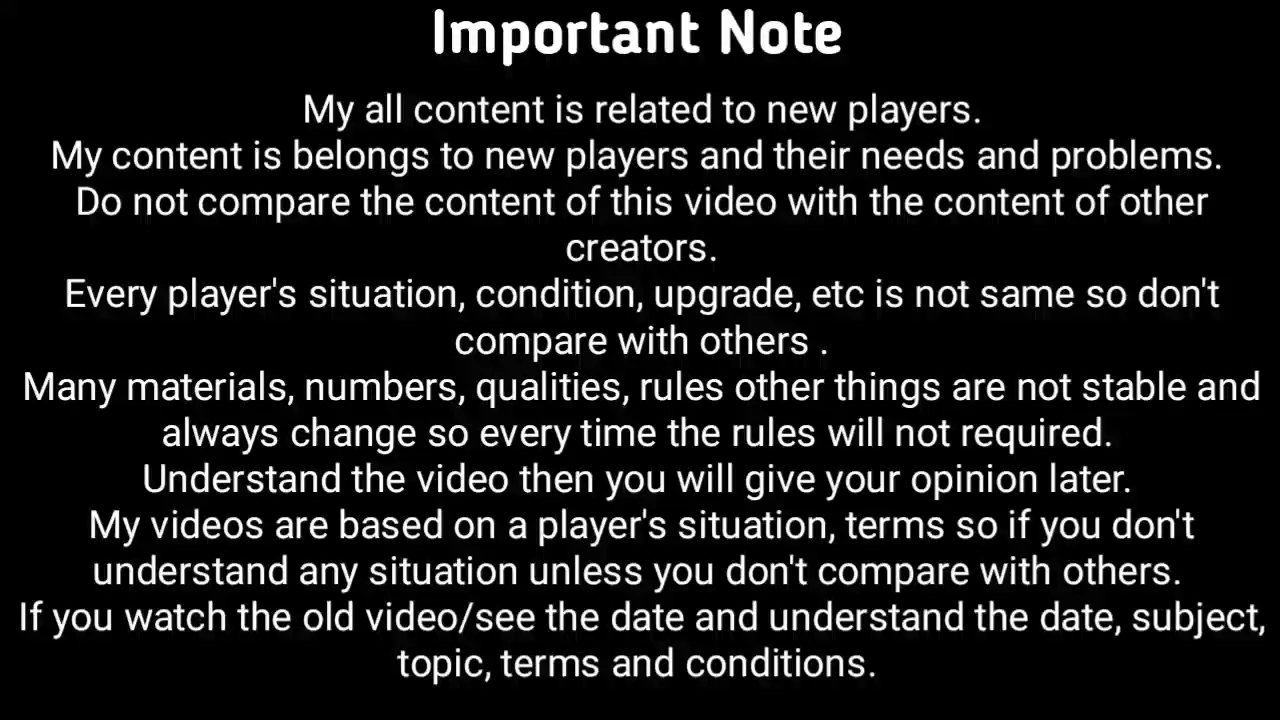 Important Note
My all content is related to new players.
My content is belongs to new players and their needs and problems.
Do not compare the content of this video with the content of other
creators.
Every player's situation, condition, upgrade, etc is not same so don't
compare with others .
Many materials, numbers, qualities, rules other things are not stable and
always change so every time the rules will not required.
Understand the video then you will give your opinion later.
My videos are based on a player's situation, terms so if you don't
understand any situation unless you don't compare with others.
If you watch the old video/see the date and understand the date, subject,
topic, terms and conditions.